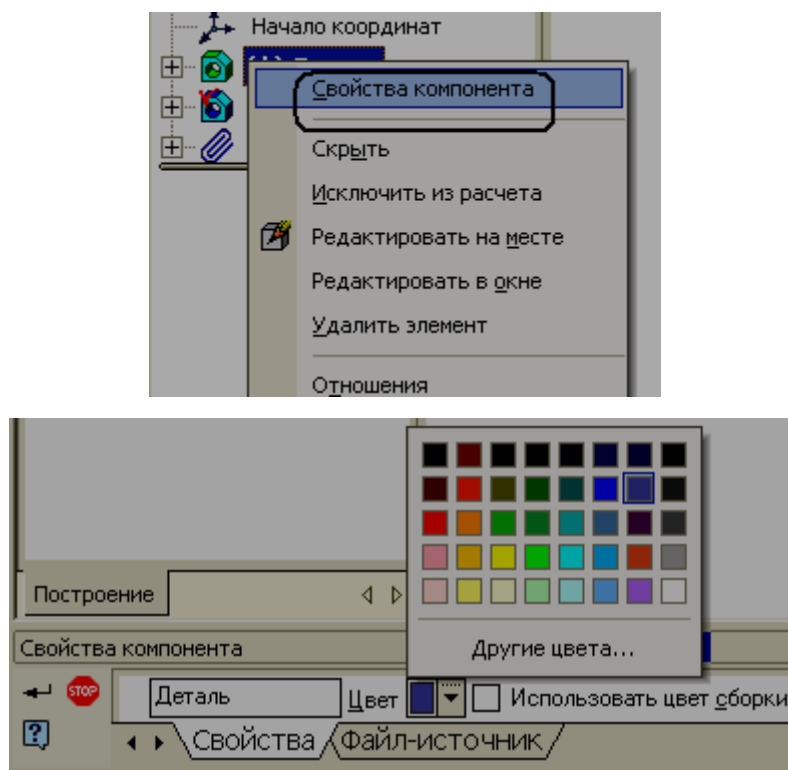 Начало координат
Свойства компонента
Скрыть
Исключить из расчета
Редактировать на месте
Редактировать в окне
Удалить элемент
Отношения
Построение
Другие цвета...
Свойства компонента
STOP Деталь Цвет Использовать цвет сборки
? Свойства Файл-источник